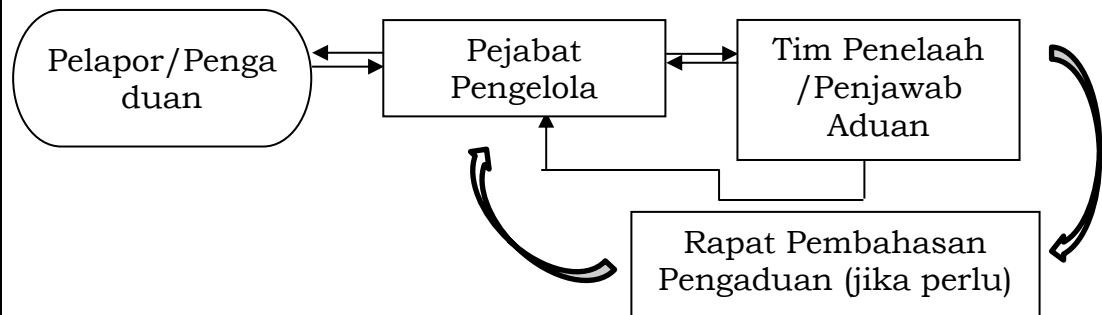 Pelapor/Penga
duan
Pejabat
Pengelola
Tim Penelaah
/Penjawab
Aduan
Rapat Pembahasan
Pengaduan (jika perlu)